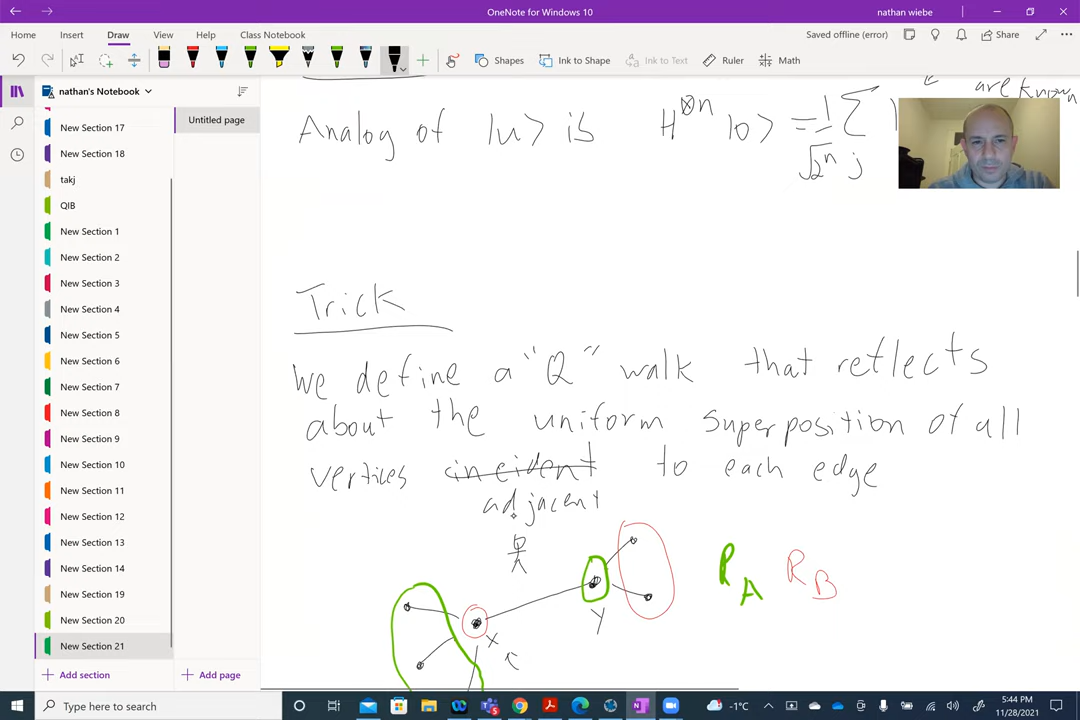 OneNote for Windows 10
nathan wiebe
Home Insert Draw View Help Class Notebook
Saved offline (error)
Share
Shapes
Ink to Shape
Ink to Text
Ruler
Math
nathan's Notebook
Untitled page
New Section 17
New Section 18
takj
QIB
New Section 1
New Section 2
New Section 3
New Section 4
New Section 5
New Section 6
New Section 7
New Section 8
New Section 9
New Section 10
New Section 11
New Section 12
New Section 13
New Section 14
New Section 19
New Section 20
New Section 21
Add section
Add page
are known
Analog of |u> is H⊗n |0> = 1/√2^n Σ j
Trick
We define a "Q" walk that reflects
about the uniform superposition of all
vertices incident to each edge
adjacent
R_A R_B
x
y
Type here to search
-1°C
5:44 PM
11/28/2021